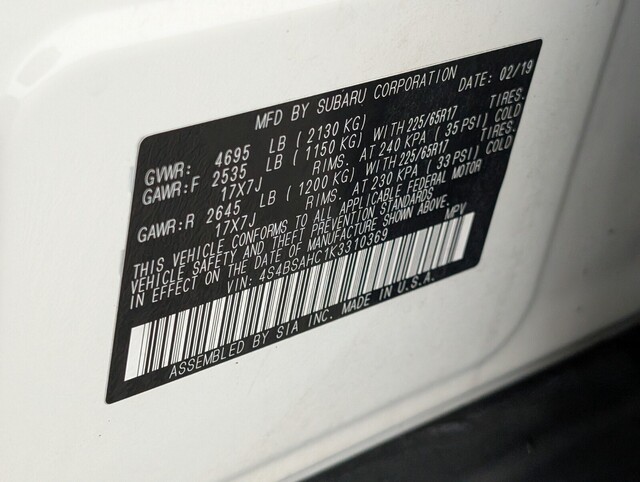 MFD BY SUBARU CORPORATION DATE: 02/19
GVWR: 4695 LB (2130 KG)
GAWR:F 2535 LB (1150 KG) WITH 225/65R17 TIRES.
17X7J RIMS. AT 240 KPA (35 PSI) COLD
GAWR:R 2645 LB (1200 KG) WITH 225/65R17 TIRES.
17X7J RIMS. AT 230 KPA (33 PSI) COLD
THIS VEHICLE CONFORMS TO ALL APPLICABLE FEDERAL MOTOR
VEHICLE SAFETY AND THEFT PREVENTION STANDARDS
IN EFFECT ON THE DATE OF MANUFACTURE SHOWN ABOVE.
VIN: 4S4BSAHC1K3310369 MPV
ASSEMBLED BY SIA INC. MADE IN U.S.A.